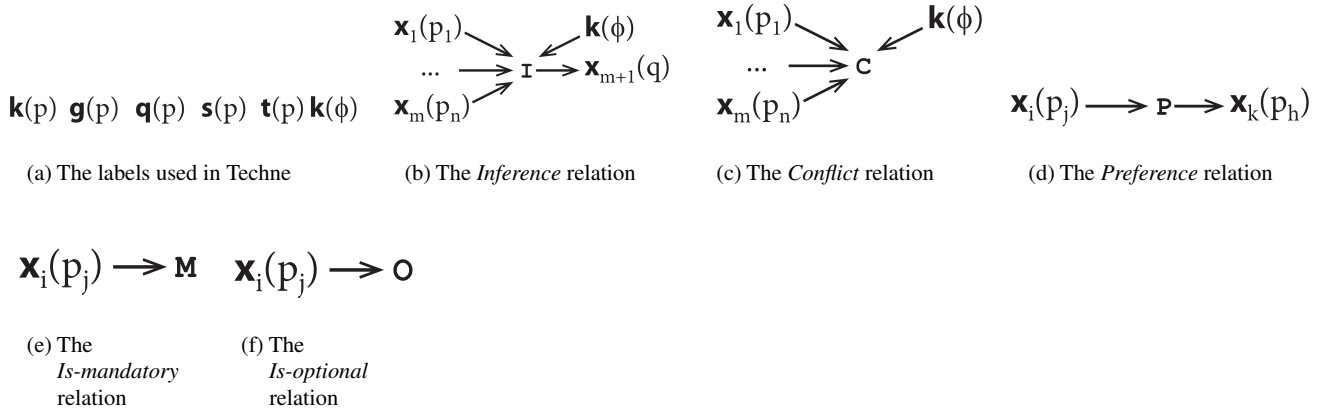 k(p) g(p) q(p) s(p) t(p) k(ϕ)
(a) The labels used in Techne
x₁(p₁) k(ϕ)
... I xₘ₊₁(q)
xₘ(pₙ)
(b) The Inference relation
x₁(p₁) k(ϕ)
... C
xₘ(pₙ)
(c) The Conflict relation
xᵢ(pⱼ) P xₖ(pₕ)
(d) The Preference relation
xᵢ(pⱼ) M
(e) The
Is-mandatory
relation
xᵢ(pⱼ) O
(f) The
Is-optional
relation